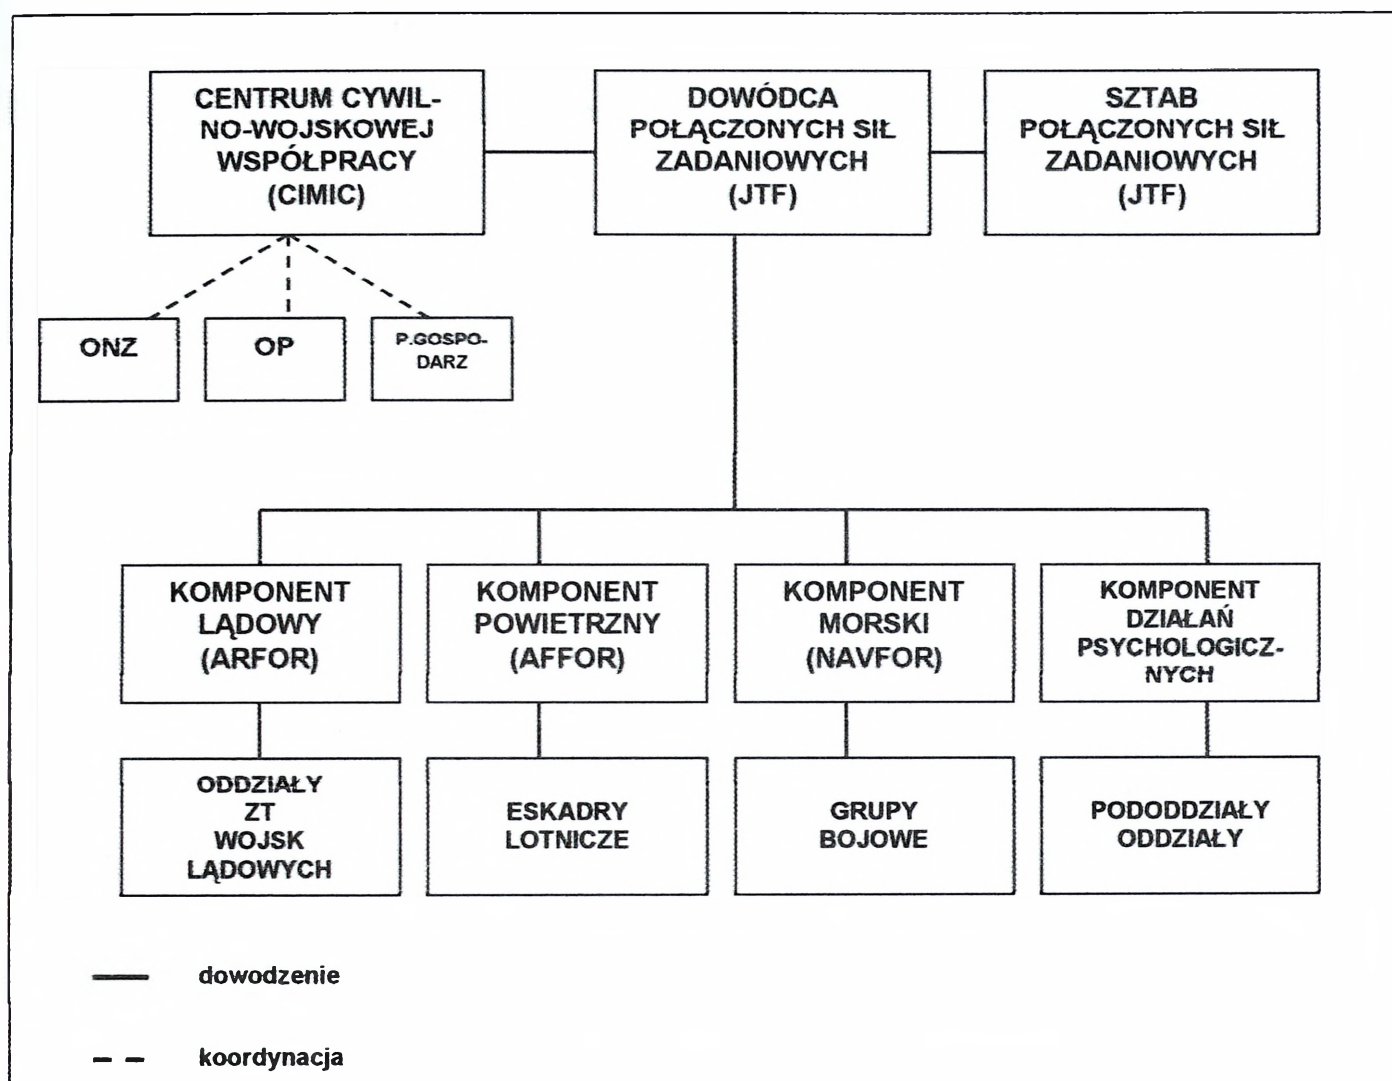 CENTRUM CYWIL-
NO-WOJSKOWEJ
WSPÓŁPRACY
(CIMIC)
DOWÓDCA
POŁĄCZONYCH SIŁ
ZADANIOWYCH
(JTF)
SZTAB
POŁĄCZONYCH SIŁ
ZADANIOWYCH
(JTF)
ONZ
OP
P.GOSPO-
DARZ
KOMPONENT
LĄDOWY
(ARFOR)
KOMPONENT
POWIETRZNY
(AFFOR)
KOMPONENT
MORSKI
(NAVFOR)
KOMPONENT
DZIAŁAŃ
PSYCHOLOGICZ-
NYCH
ODDZIAŁY
ZT
WOJSK
LĄDOWYCH
ESKADRY
LOTNICZE
GRUPY
BOJOWE
PODODDZIAŁY
ODDZIAŁY
dowodzenie
koordynacja